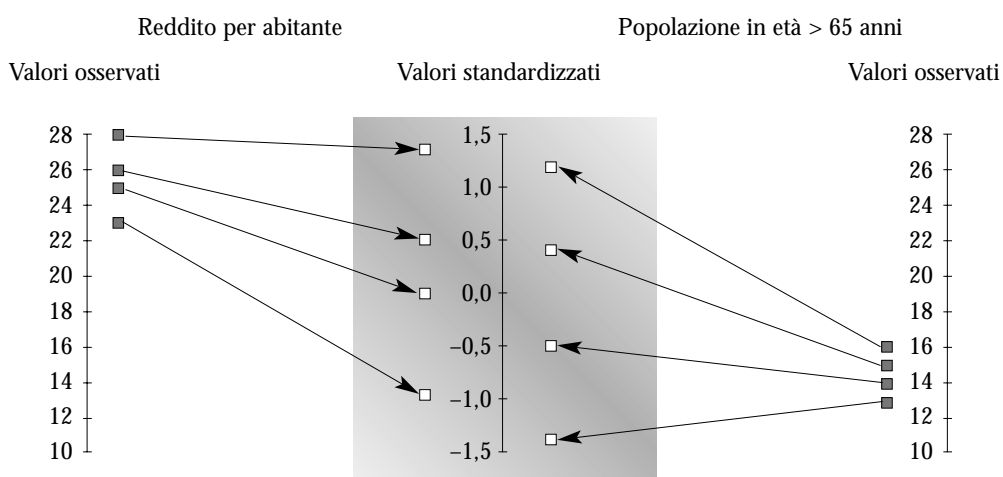 Reddito per abitante Popolazione in età > 65 anni
Valori osservati Valori standardizzati Valori osservati
28 1,5 28
26 1,0 26
24 0,5 24
22 0,0 22
20 –0,5 20
18 –1,0 18
16 –1,5 16
14 14
12 12
10 10